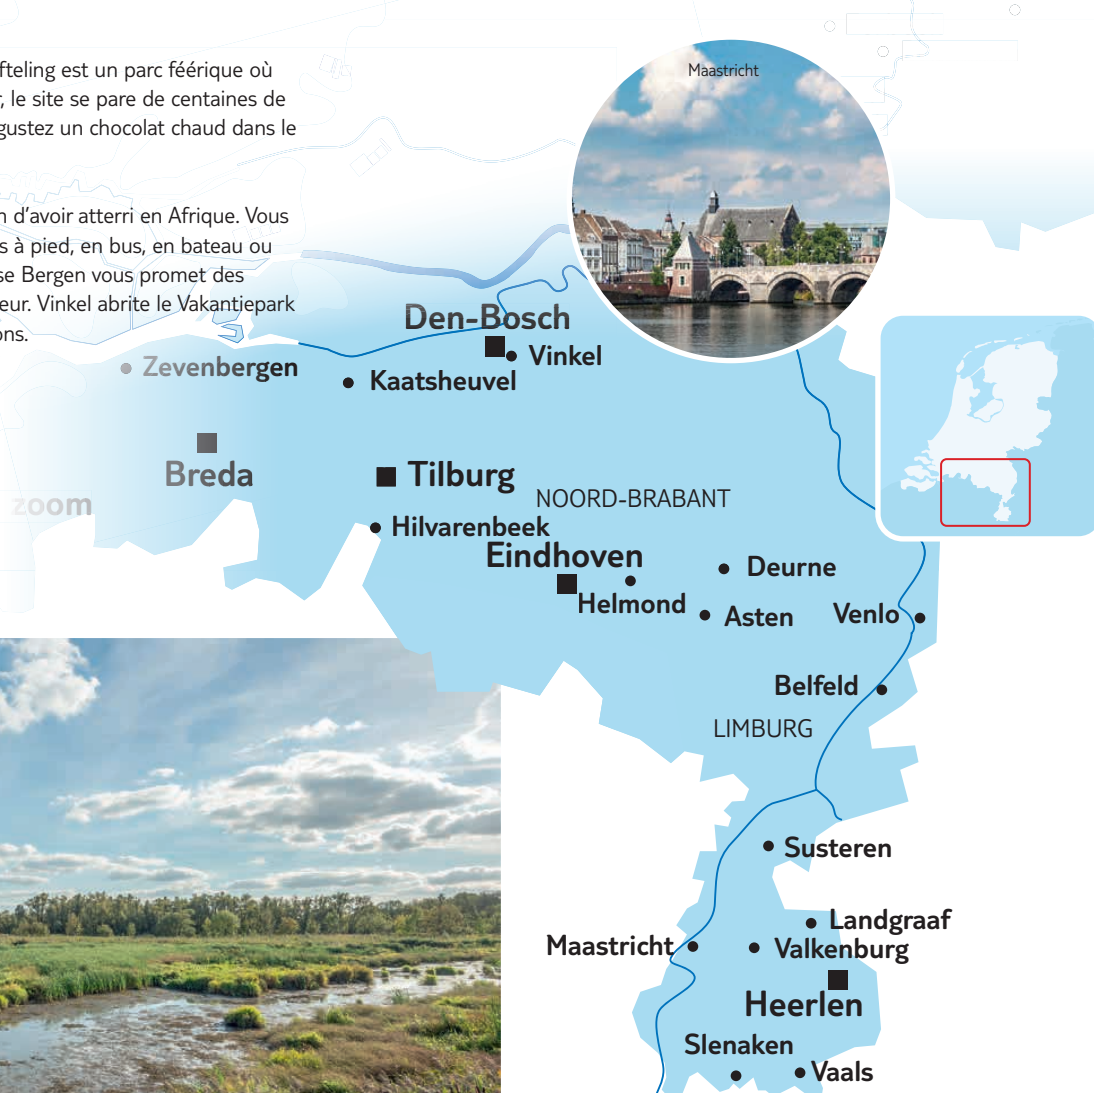 fteling est un parc féérique où
, le site se pare de centaines de
gustez un chocolat chaud dans le
n d'avoir atterri en Afrique. Vous
s à pied, en bus, en bateau ou
se Bergen vous promet des
eur. Vinkel abrite le Vakantiepark
ons.
Maastricht
Den-Bosch
Vinkel
Zevenbergen
Kaatsheuvel
Breda
Tilburg
zoom
NOORD-BRABANT
Hilvarenbeek
Eindhoven
Deurne
Helmond
Asten
Venlo
Belfeld
LIMBURG
Susteren
Landgraaf
Maastricht
Valkenburg
Heerlen
Slenaken
Vaals